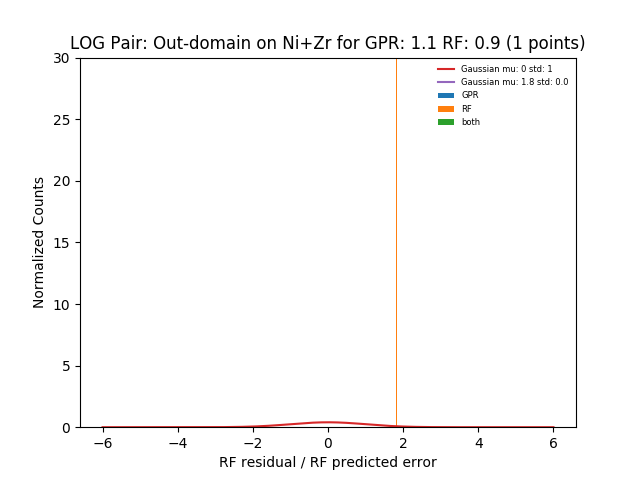 LOG Pair: Out-domain on Ni+Zr for GPR: 1.1 RF: 0.9 (1 points)
30
25
20
15
10
5
0
Normalized Counts
Gaussian mu: 0 std: 1
Gaussian mu: 1.8 std: 0.0
GPR
RF
both
−6 −4 −2 0 2 4 6
RF residual / RF predicted error